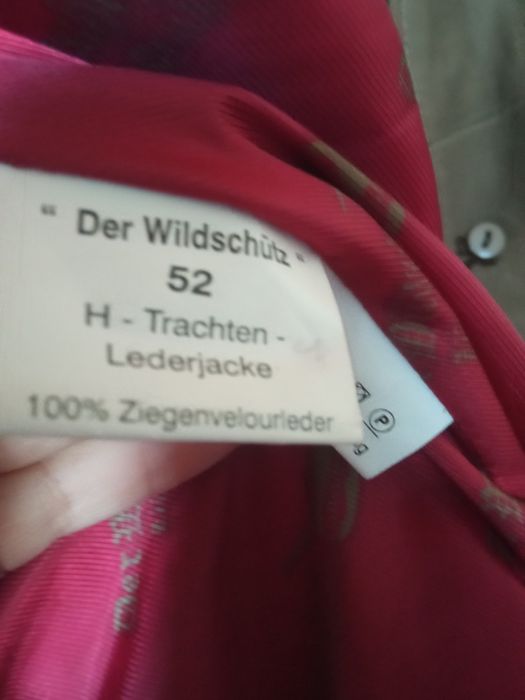 " Der Wildschütz "
52
H - Trachten -
Lederjacke
100% Ziegenvelourleder
P
g